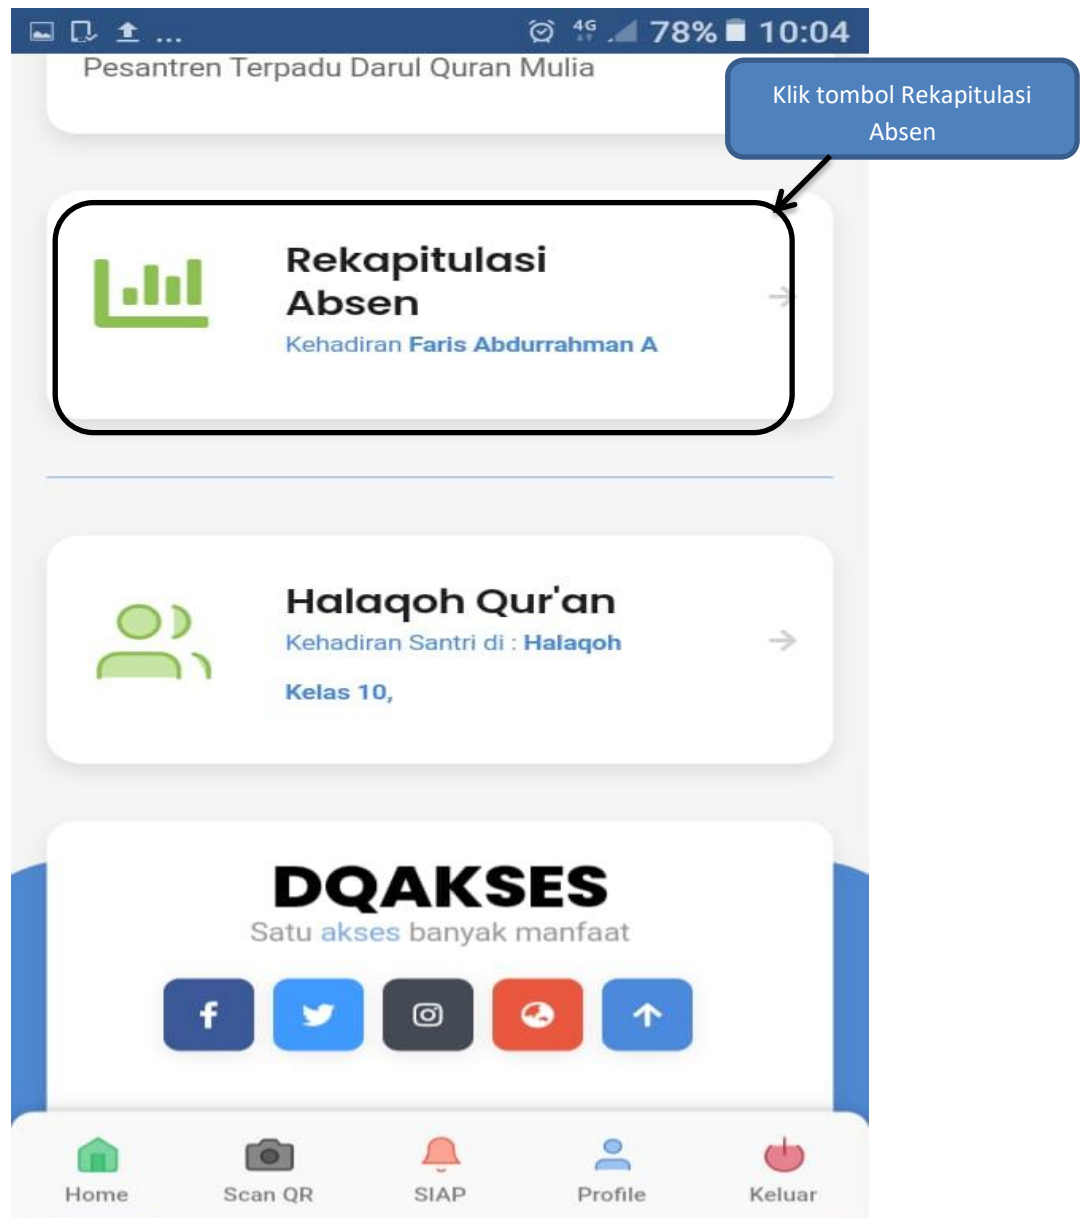 ... 4G 78% 10:04
Pesantren Terpadu Darul Quran Mulia
Klik tombol Rekapitulasi
Absen
Rekapitulasi
Absen
Kehadiran Faris Abdurrahman A
Halaqoh Qur'an
Kehadiran Santri di : Halaqoh
Kelas 10,
DQAKSES
Satu akses banyak manfaat
Home Scan QR SIAP Profile Keluar